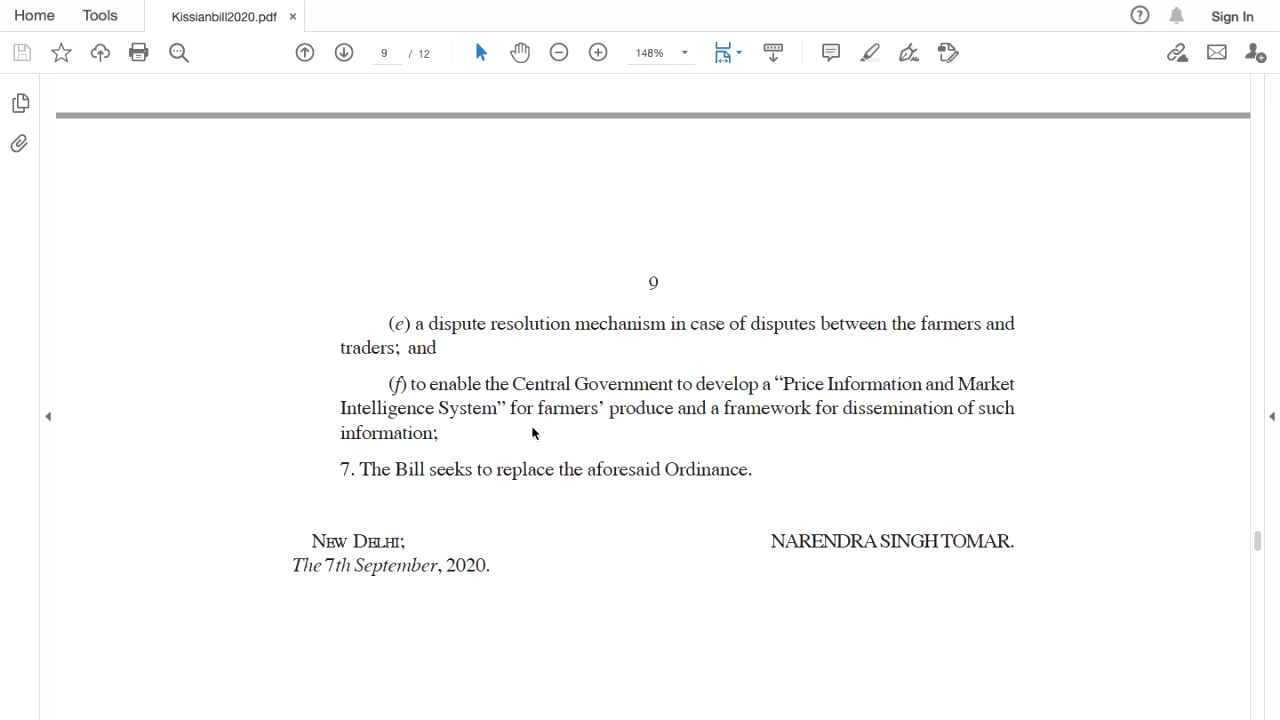 Home Tools Kissianbill2020.pdf × Sign In
9 / 12 148%
9
(e) a dispute resolution mechanism in case of disputes between the farmers and
traders; and
(f) to enable the Central Government to develop a “Price Information and Market
Intelligence System” for farmers’ produce and a framework for dissemination of such
information;
7. The Bill seeks to replace the aforesaid Ordinance.
NEW DELHI; NARENDRA SINGH TOMAR.
The 7th September, 2020.